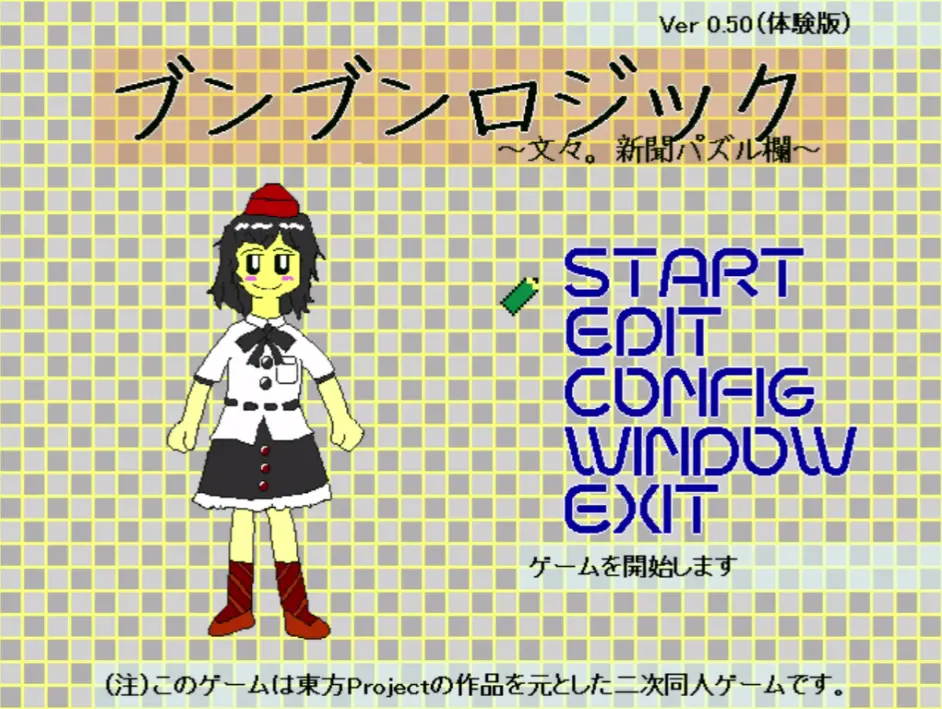 Ver 0.50(体験版)
ブンブンロジック
～文々。新聞パズル欄～
START
EDIT
CONFIG
WINDOW
EXIT
ゲームを開始します
(注)このゲームは東方Projectの作品を元とした二次同人ゲームです。